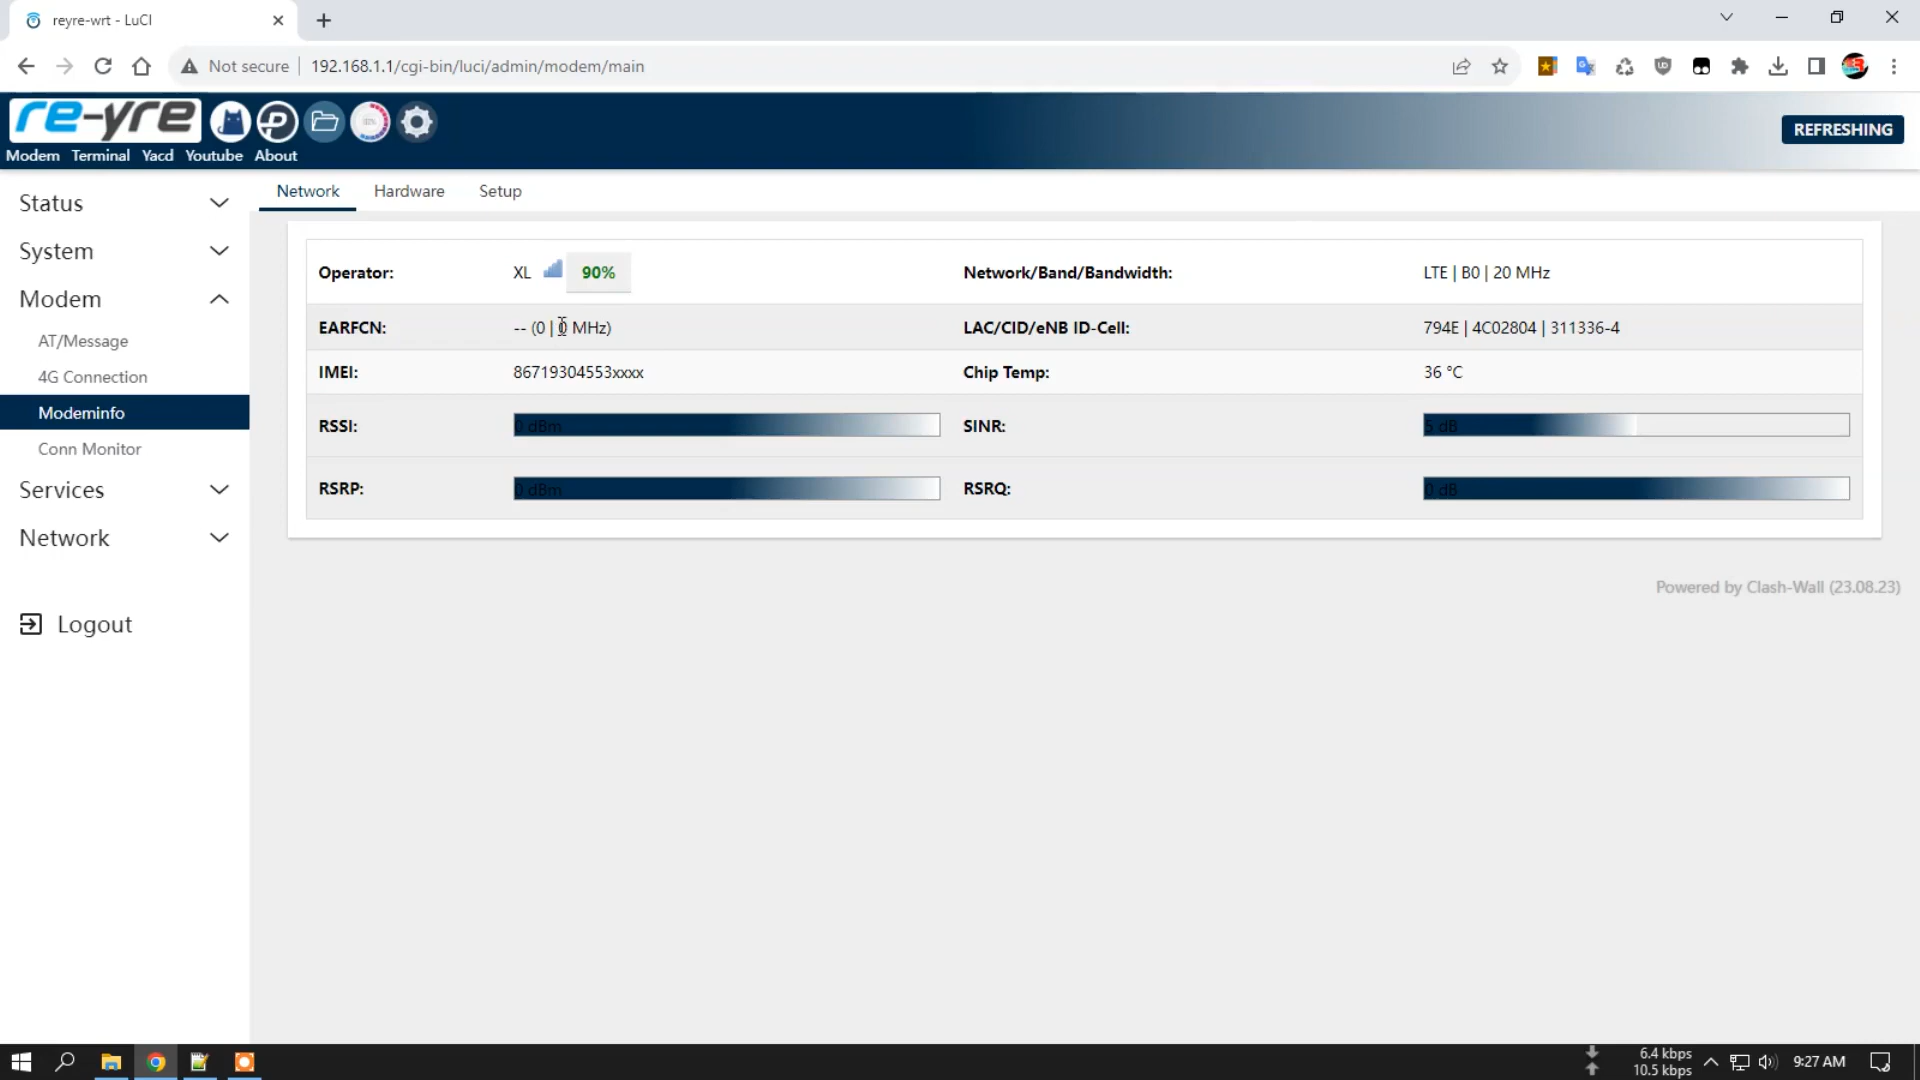 reyre-wrt - LuCI
Not secure | 192.168.1.1/cgi-bin/luci/admin/modem/main
re-yre
REFRESHING
Modem Terminal Yacd Youtube About
Status
System
Modem
AT/Message
4G Connection
Modeminfo
Conn Monitor
Services
Network
Logout
Network Hardware Setup
Operator: XL 90% Network/Band/Bandwidth: LTE | B0 | 20 MHz
EARFCN: -- (0 | 0 MHz) LAC/CID/eNB ID-Cell: 794E | 4C02804 | 311336-4
IMEI: 86719304553xxxx Chip Temp: 36 °C
RSSI: 0 dBm SINR: 5 dB
RSRP: 0 dBm RSRQ: 0 dB
Powered by Clash-Wall (23.08.23)
6.4 kbps
10.5 kbps
9:27 AM